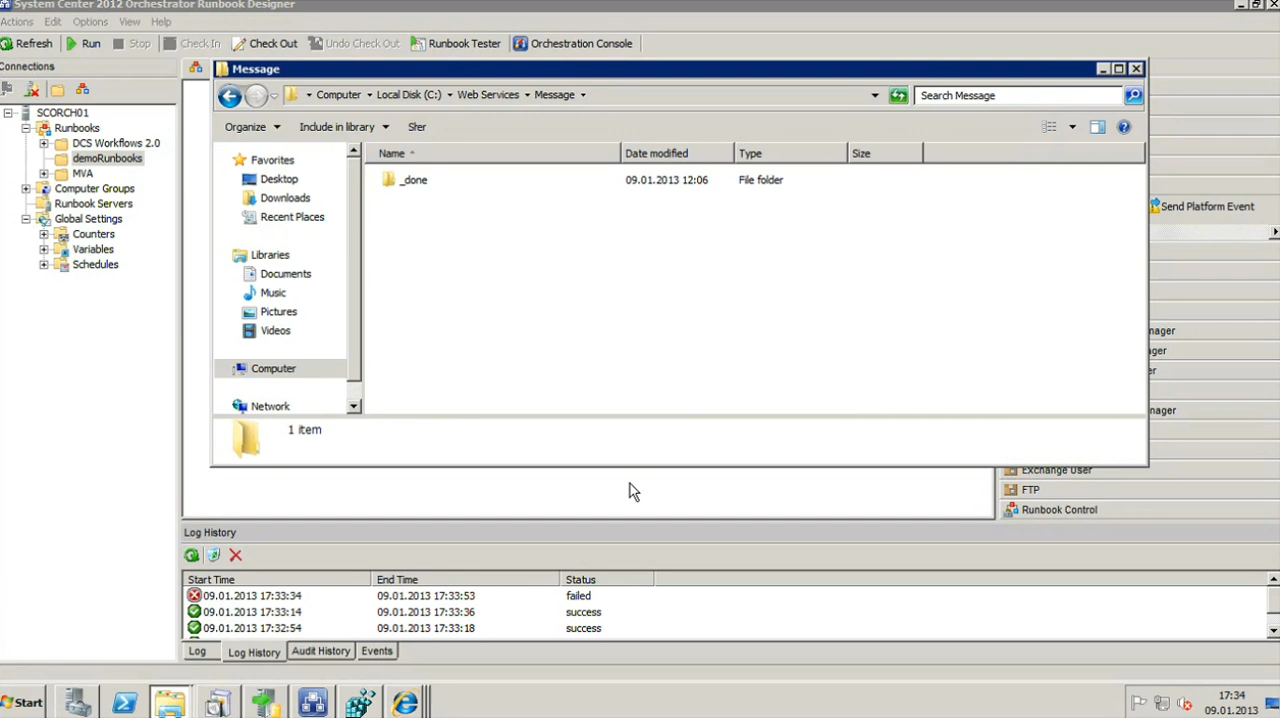 System Center 2012 Orchestrator Runbook Designer
Actions Edit Options View Help
Refresh Run Stop Check In Check Out Undo Check Out Runbook Tester Orchestration Console
Connections
SCORCH01
Runbooks
DCS Workflows 2.0
demoRunbooks
MVA
Computer Groups
Runbook Servers
Global Settings
Counters
Variables
Schedules
Message
Computer Local Disk (C:) Web Services Message
Search Message
Organize Include in library Sher
Favorites
Desktop
Downloads
Recent Places
Libraries
Documents
Music
Pictures
Videos
Computer
Network
Name Date modified Type Size
_done 09.01.2013 12:06 File folder
1 item
Send Platform Event
Exchange User
FTP
Runbook Control
Log History
Start Time End Time Status
09.01.2013 17:33:34 09.01.2013 17:33:53 failed
09.01.2013 17:33:14 09.01.2013 17:33:36 success
09.01.2013 17:32:54 09.01.2013 17:33:18 success
Log Log History Audit History Events
Start
17:34
09.01.2013